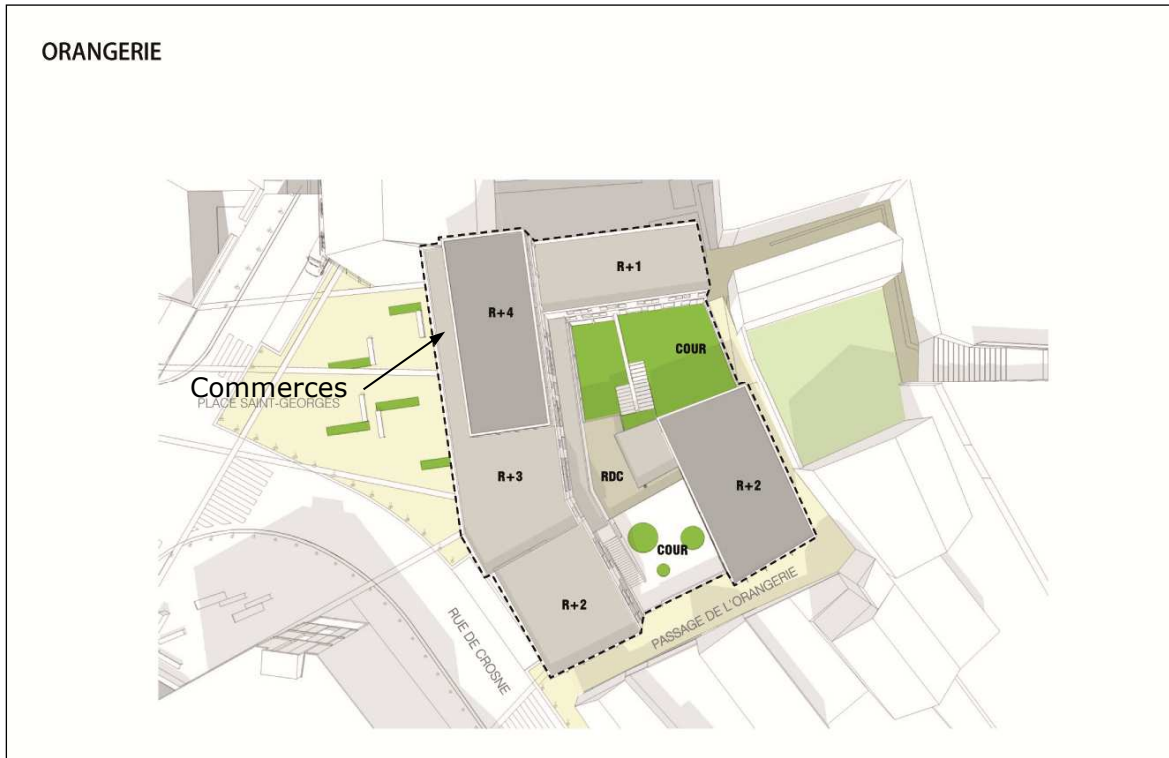 ORANGERIE
R+1
R+4
COUR
Commerces
PLACE SAINT-GEORGES
R+3
RDC
R+2
COUR
R+2
RUE DE CROSNE
PASSAGE DE L'ORANGERIE